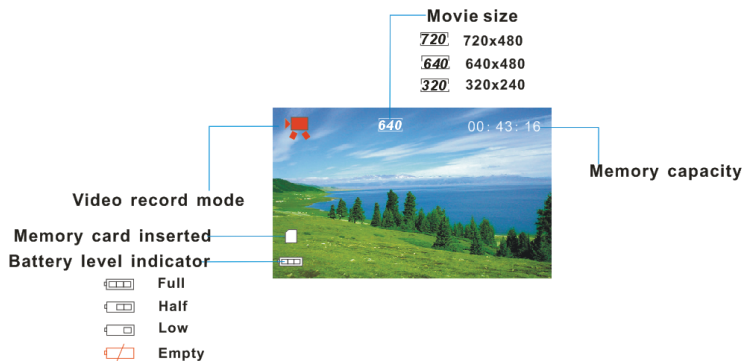 Movie size
720 720x480
640 640x480
320 320x240
640 00:43:16
Memory capacity
Video record mode
Memory card inserted
Battery level indicator
Full
Half
Low
Empty